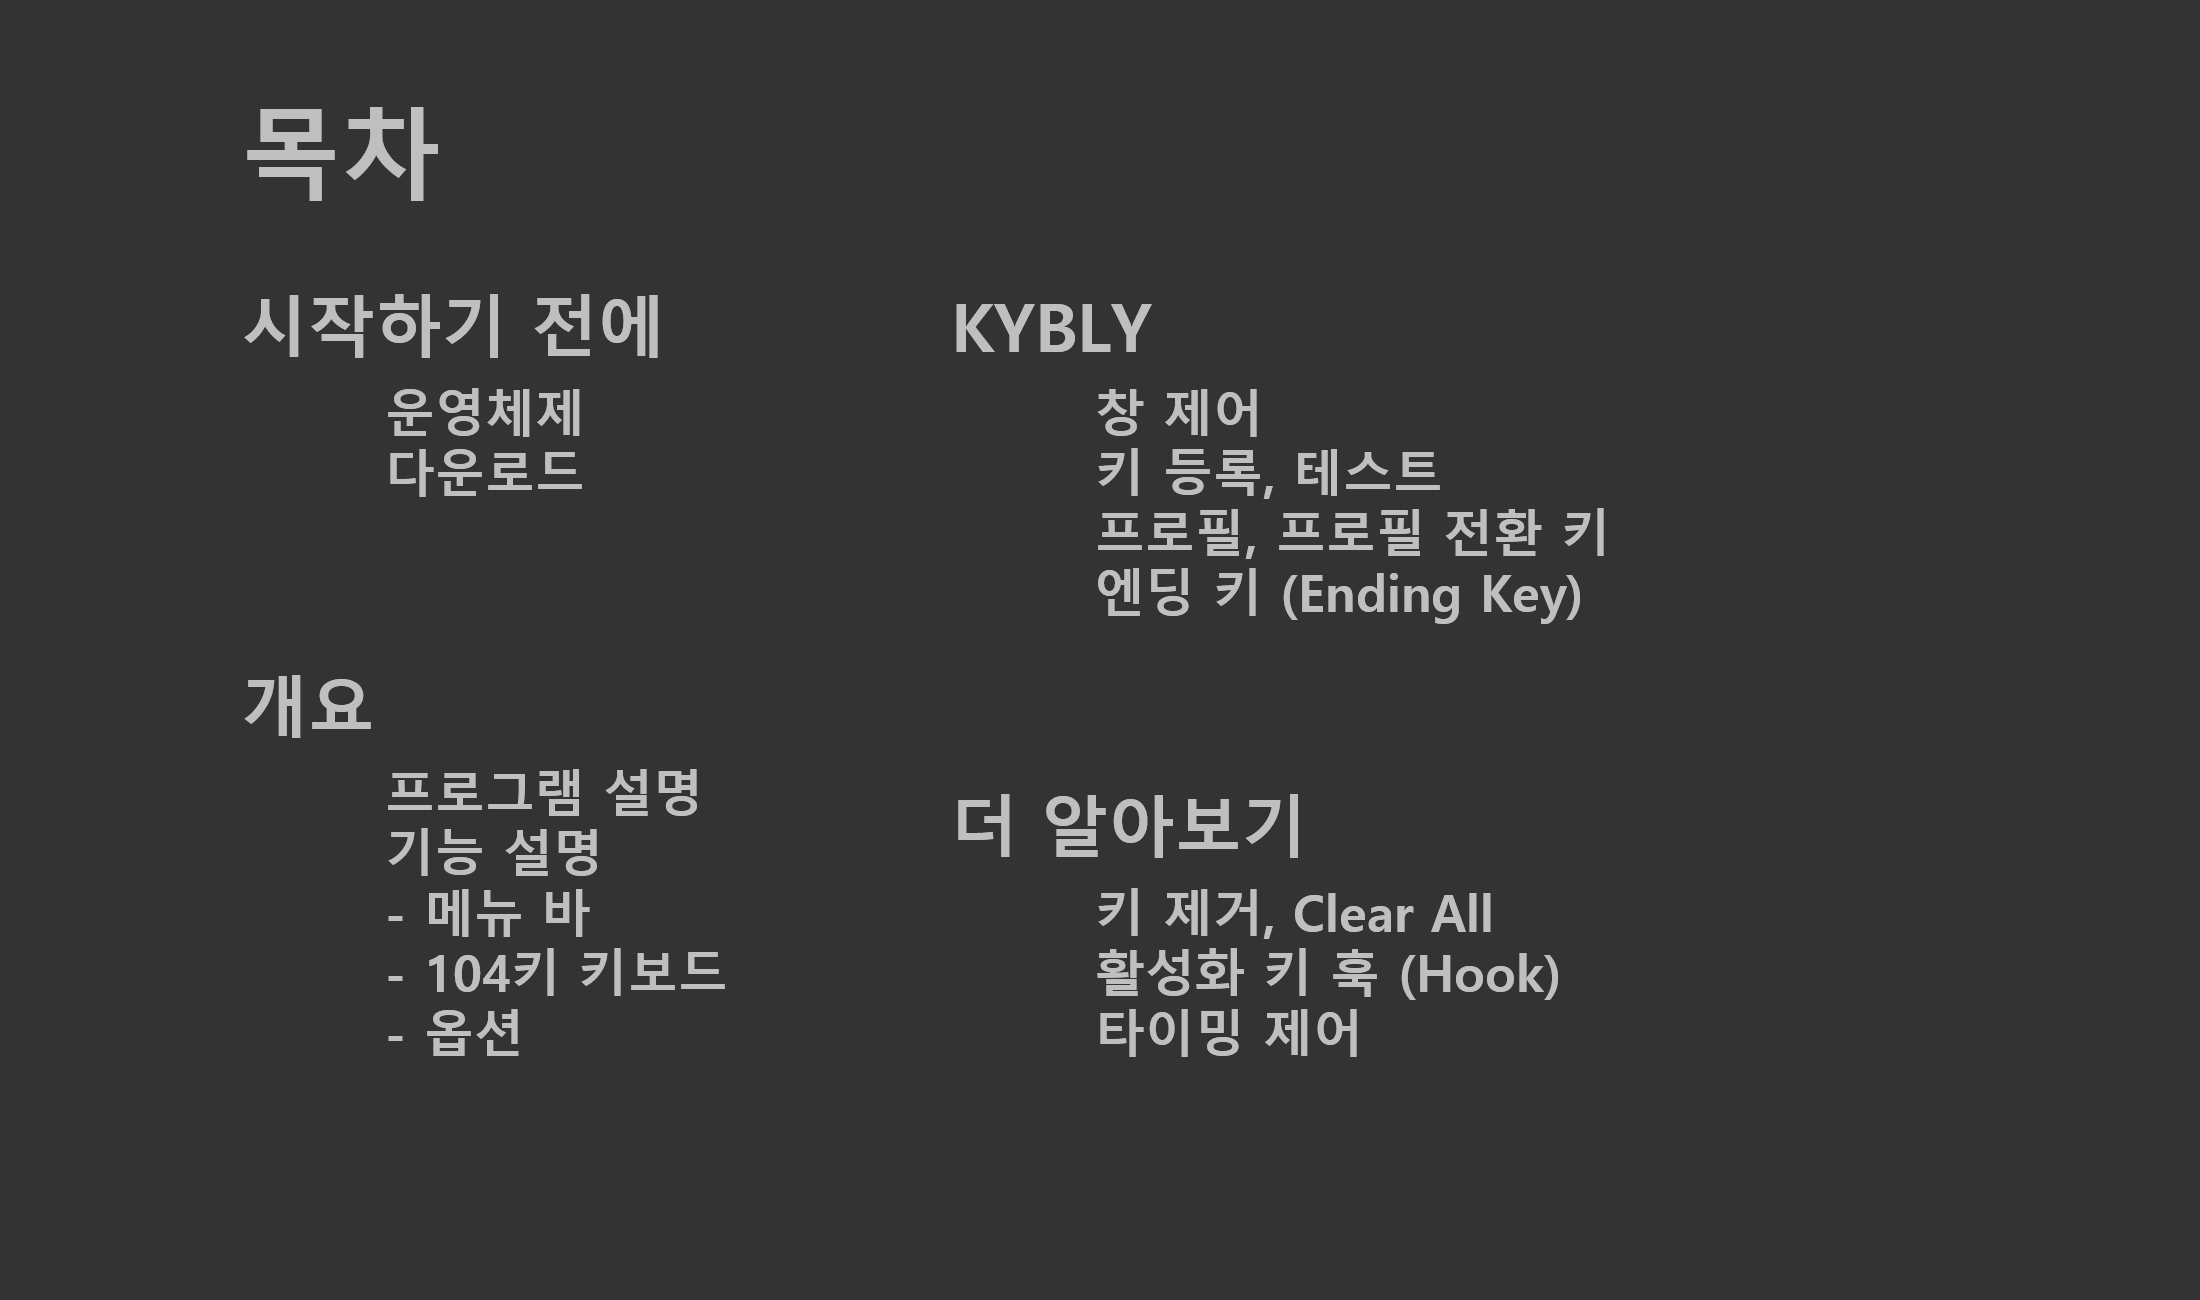 목차
시작하기 전에
운영체제
다운로드
개요
프로그램 설명
기능 설명
- 메뉴 바
- 104키 키보드
- 옵션
KYBLY
창 제어
키 등록, 테스트
프로필, 프로필 전환 키
엔딩 키 (Ending Key)
더 알아보기
키 제거, Clear All
활성화 키 훅 (Hook)
타이밍 제어